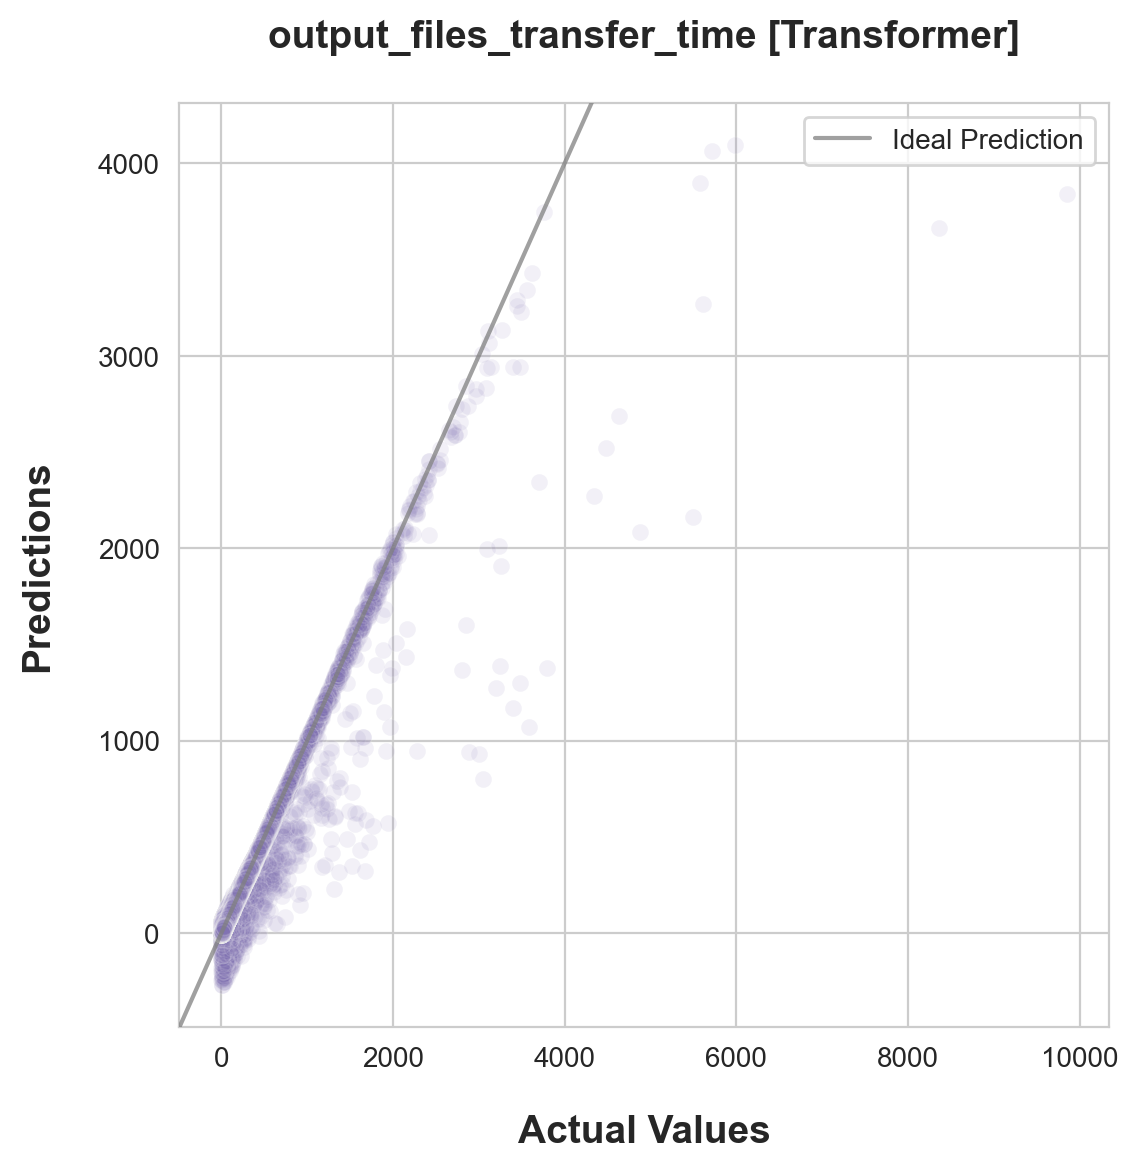 output_files_transfer_time [Transformer]
Ideal Prediction
4000
3000
2000
1000
0
Predictions
0
2000
4000
6000
8000
10000
Actual Values